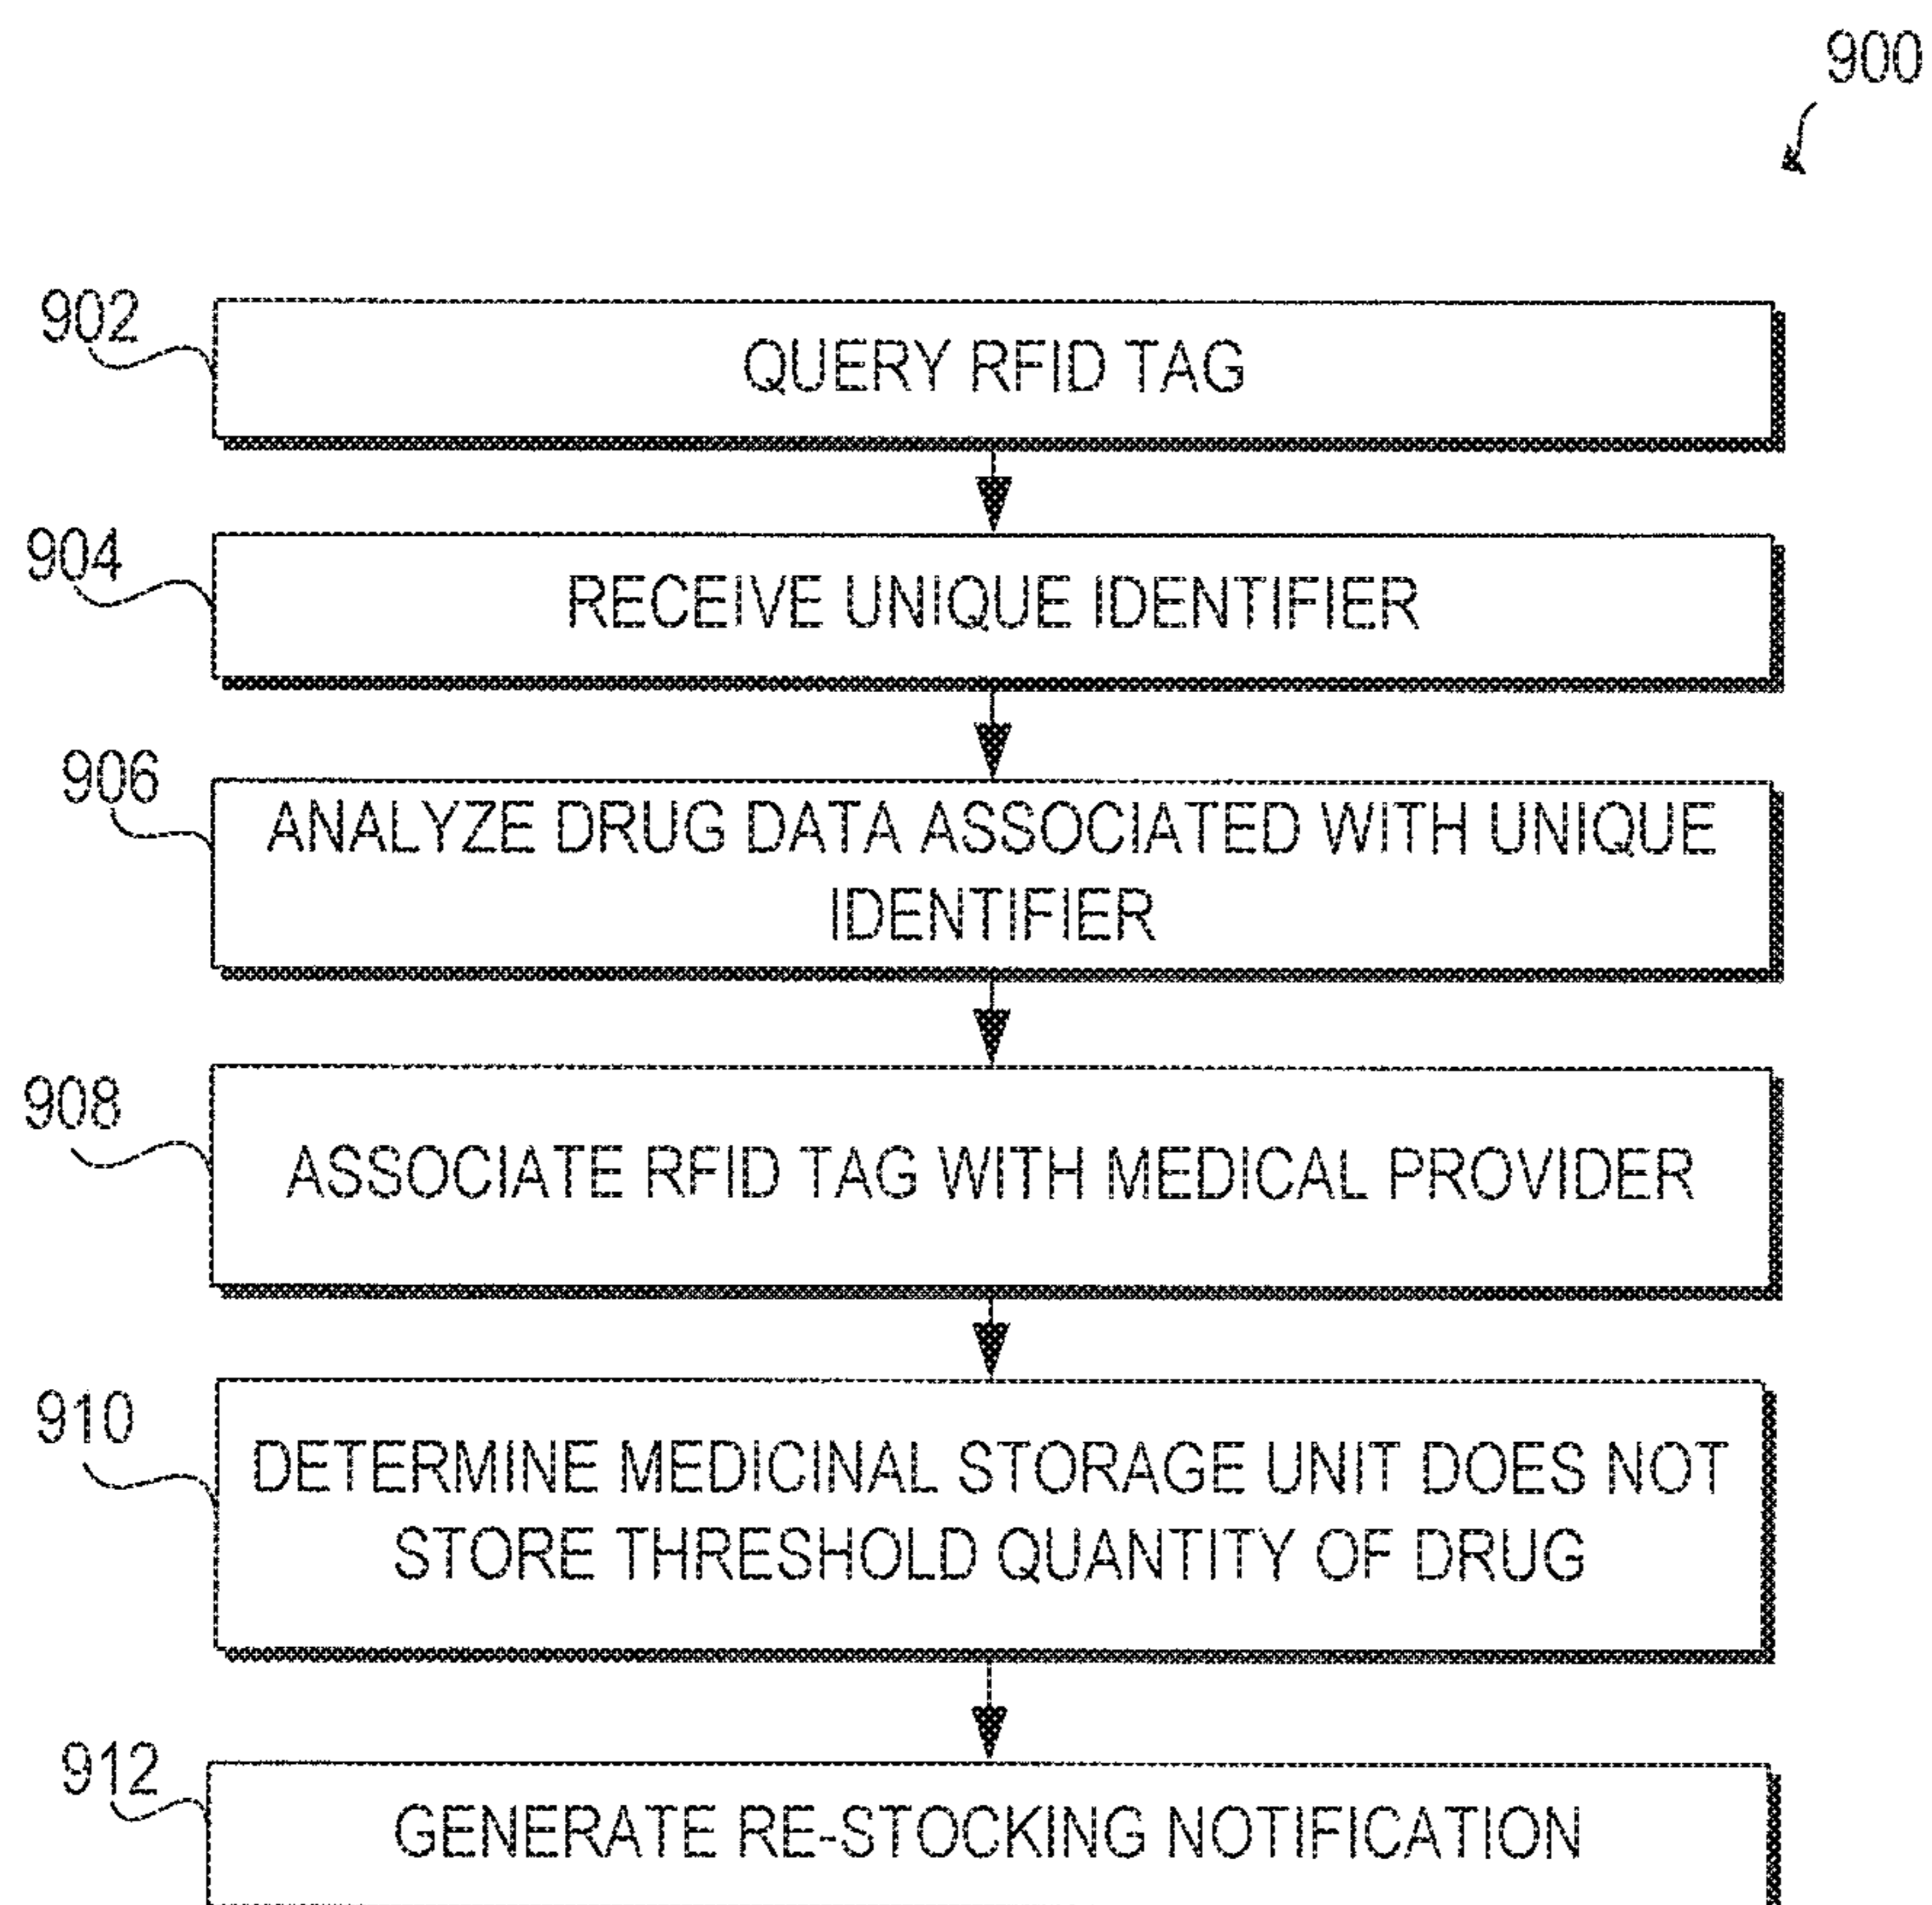 900
902
QUERY RFID TAG
904
RECEIVE UNIQUE IDENTIFIER
906
ANALYZE DRUG DATA ASSOCIATED WITH UNIQUE
IDENTIFIER
908
ASSOCIATE RFID TAG WITH MEDICAL PROVIDER
910
DETERMINE MEDICINAL STORAGE UNIT DOES NOT
STORE THRESHOLD QUANTITY OF DRUG
912
GENERATE RE-STOCKING NOTIFICATION